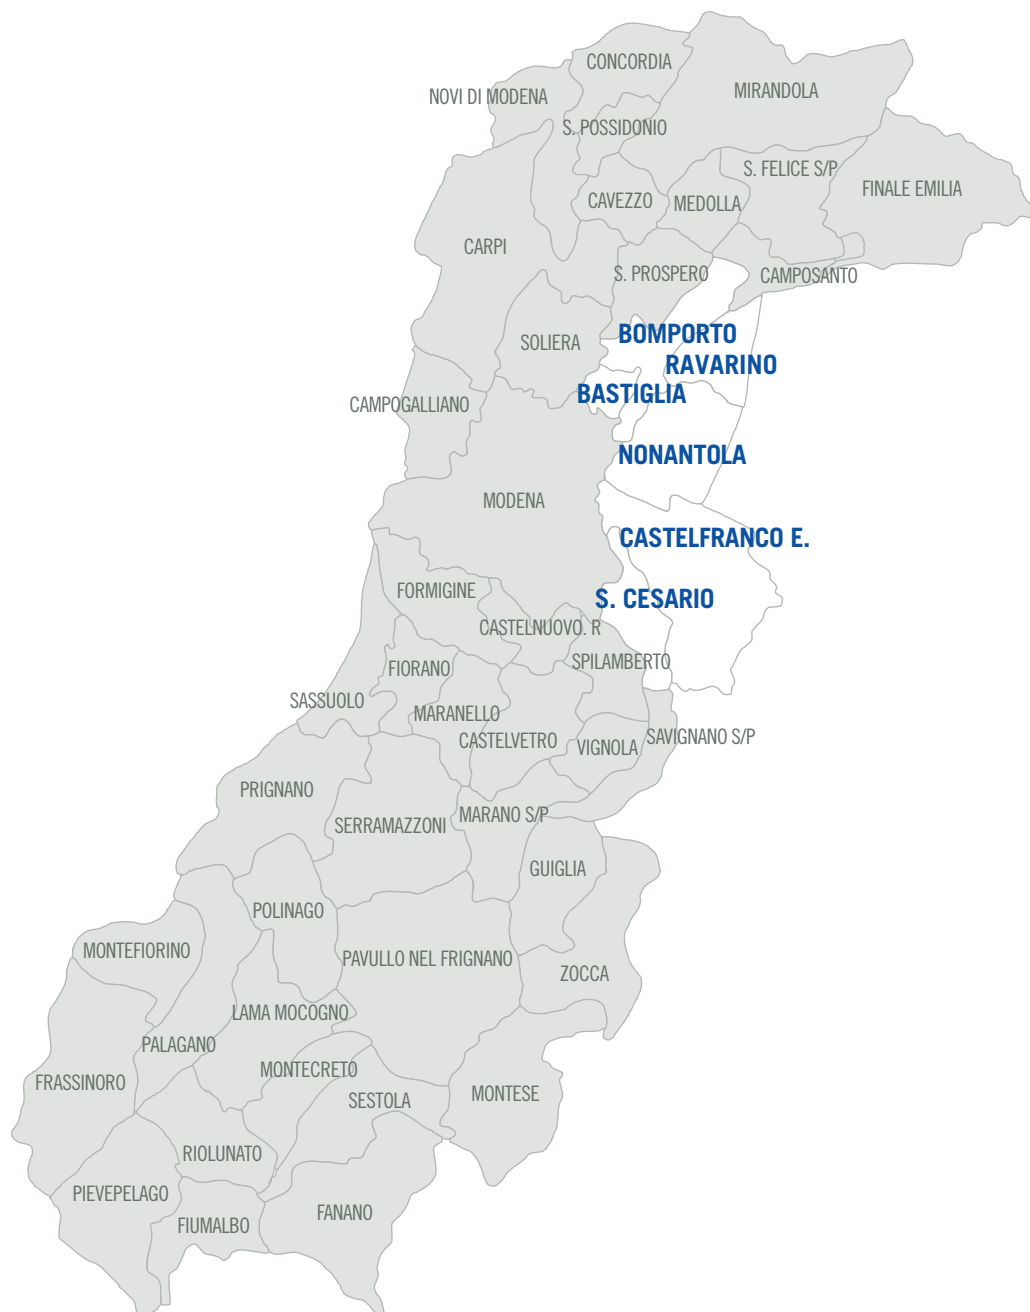 CONCORDIA
MIRANDOLA
NOVI DI MODENA
S. POSSIDONIO
S. FELICE S/P
FINALE EMILIA
CAVEZZO
MEDOLLA
CARPI
S. PROSPERO
CAMPOSANTO
BOMPORTO
SOLIERA
RAVARINO
BASTIGLIA
CAMPOGALLIANO
NONANTOLA
MODENA
CASTELFRANCO E.
FORMIGINE
S. CESARIO
CASTELNUOVO. R
SPILAMBERTO
FIORANO
SASSUOLO
MARANELLO
CASTELVETRO
VIGNOLA
SAVIGNANO S/P
PRIGNANO
MARANO S/P
SERRAMAZZONI
GUIGLIA
POLINAGO
MONTEFIORINO
PAVULLO NEL FRIGNANO
ZOCCA
LAMA MOCOGNO
PALAGANO
MONTECRETO
FRASSINORO
SESTOLA
MONTESE
RIOLUNATO
PIEVEPELAGO
FANANO
FIUMALBO